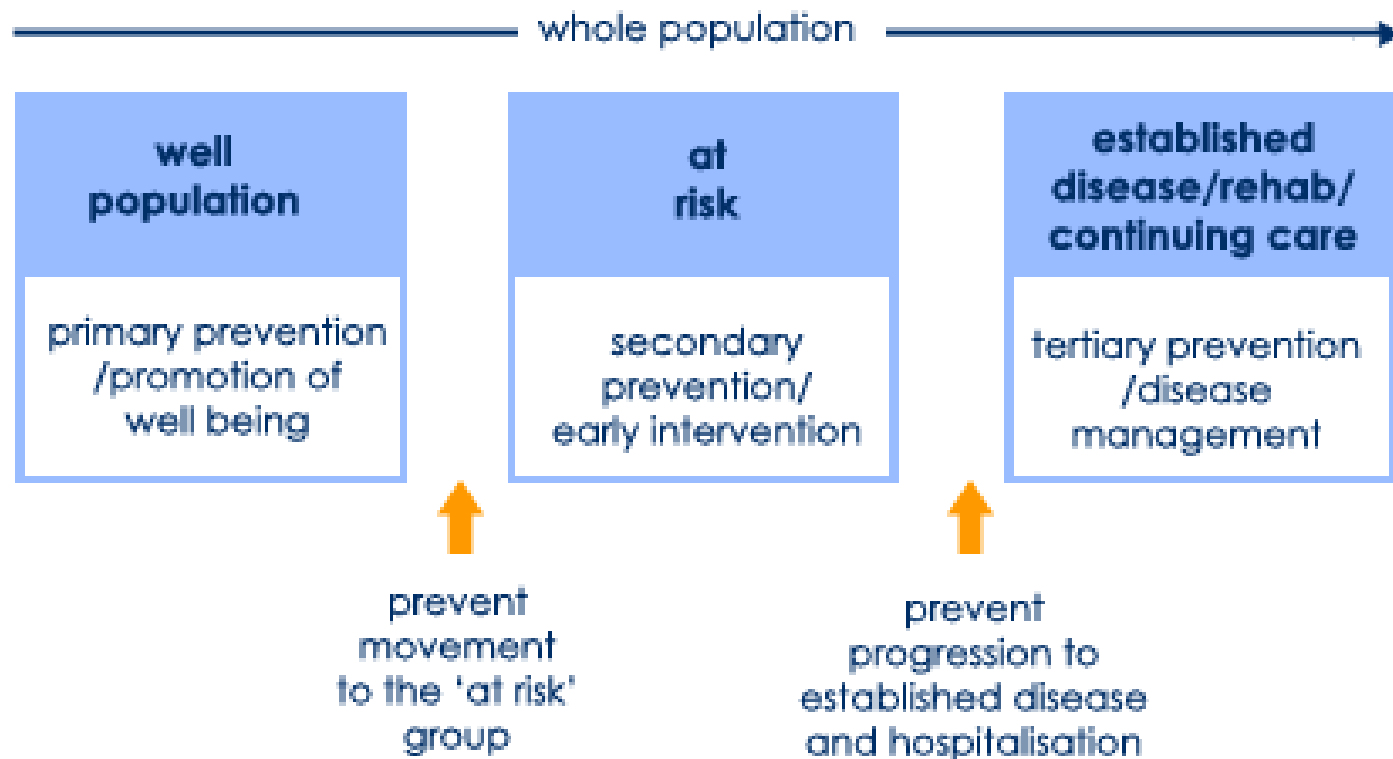 whole population
well
population
primary prevention
/promotion of
well being
at
risk
secondary
prevention/
early intervention
established
disease/rehab/
continuing care
tertiary prevention
/disease
management
prevent
movement
to the ‘at risk’
group
prevent
progression to
established disease
and hospitalisation